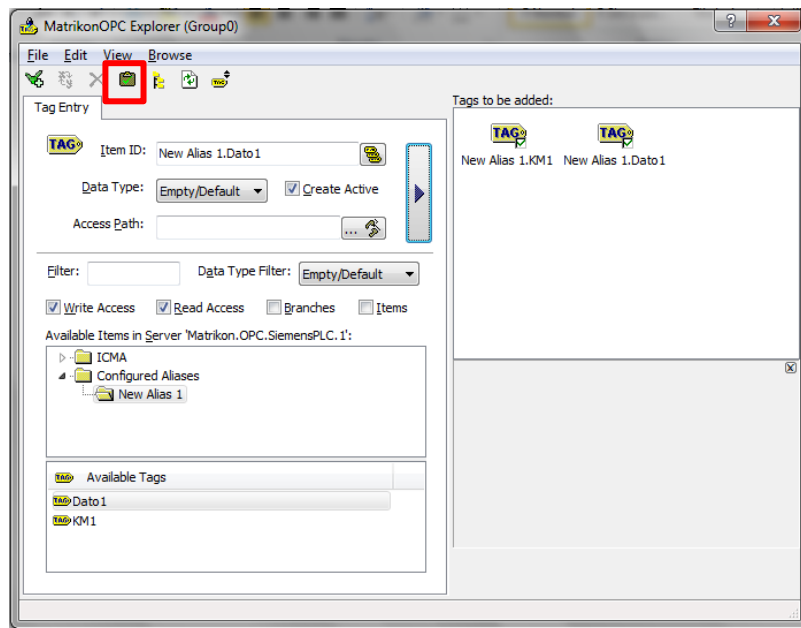 MatrikonOPC Explorer (Group0)
File Edit View Browse
Tag Entry
TAG Item ID: New Alias 1.Dato1
Data Type: Empty/Default Create Active
Access Path: ...
Filter: Data Type Filter: Empty/Default
Write Access Read Access Branches Items
Available Items in Server 'Matrikon.OPC.SiemensPLC.1':
ICMA
Configured Aliases
New Alias 1
TAG Available Tags
TAG Dato1
TAG KM1
Tags to be added:
TAG TAG
New Alias 1.KM1 New Alias 1.Dato1